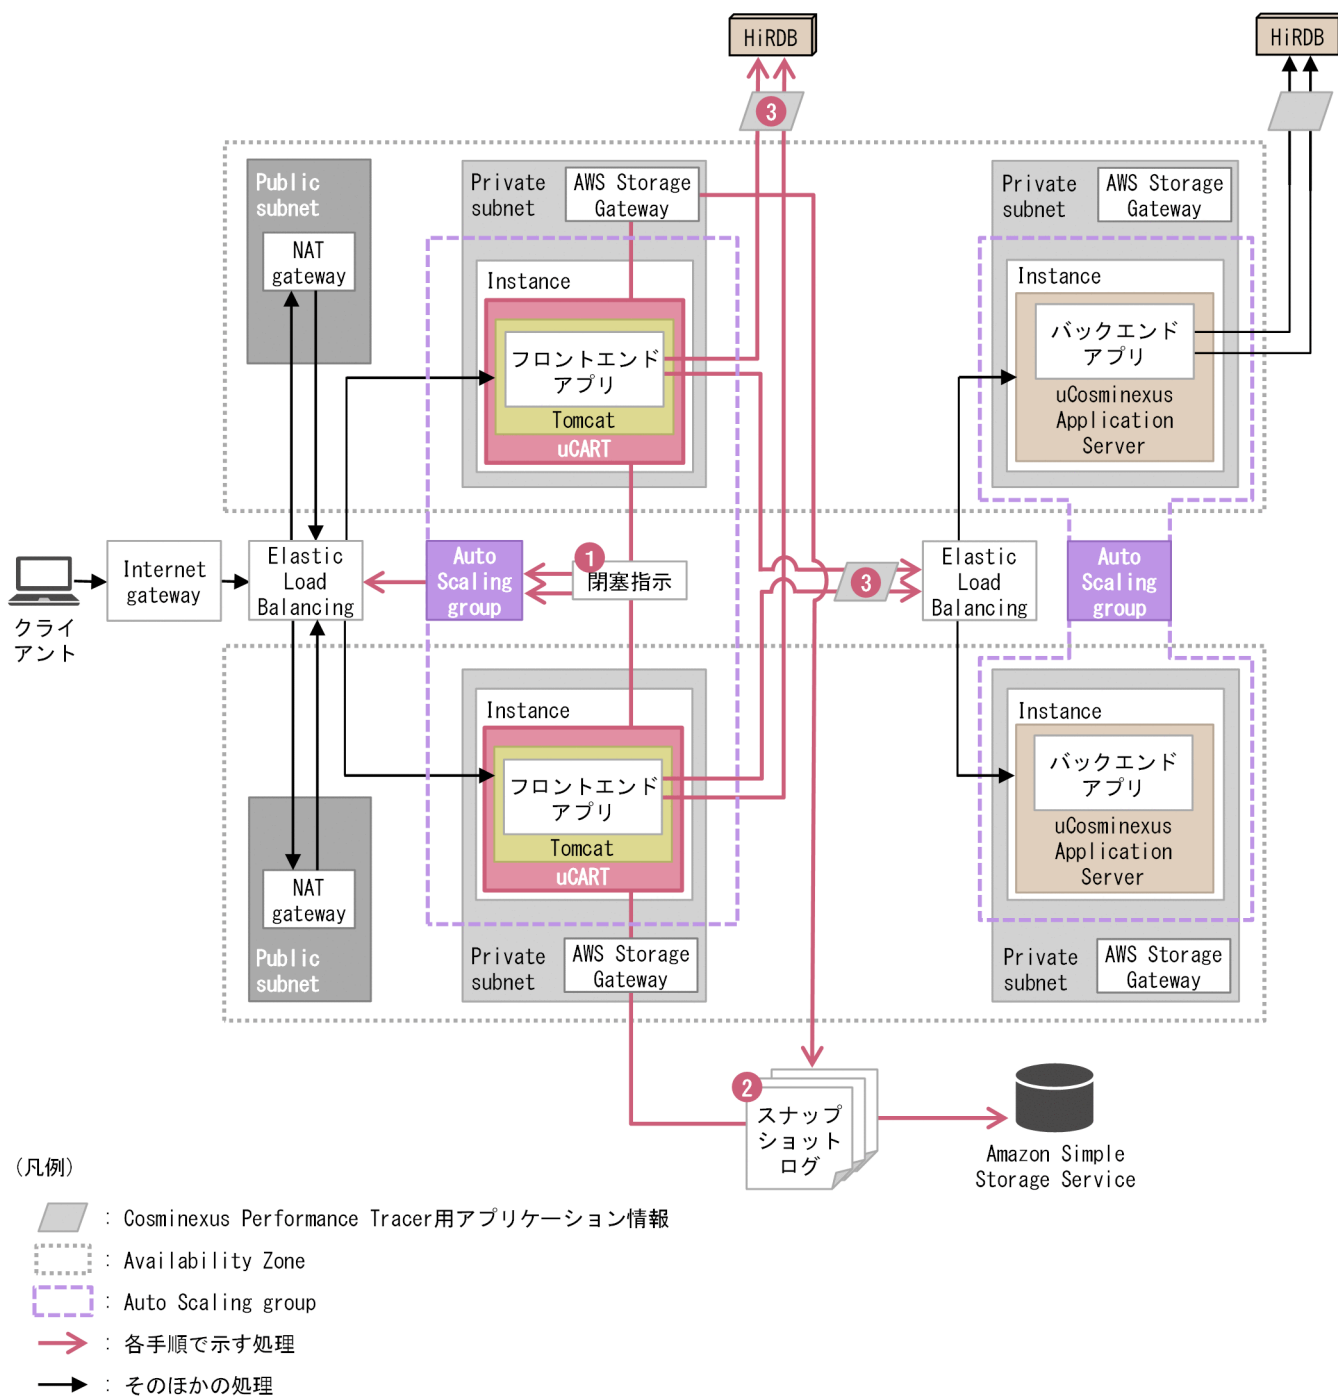 HiRDB
HiRDB
3
Public
subnet
NAT
gateway
Private
subnet
AWS Storage
Gateway
Instance
フロントエンド
アプリ
Tomcat
uCART
Private
subnet
AWS Storage
Gateway
Instance
バックエンド
アプリ
uCosminexus
Application
Server
クライ
アント
Internet
gateway
Elastic
Load
Balancing
Auto
Scaling
group
1
閉塞指示
3
Elastic
Load
Balancing
Auto
Scaling
group
NAT
gateway
Public
subnet
Instance
フロントエンド
アプリ
Tomcat
uCART
Private
subnet
AWS Storage
Gateway
Instance
バックエンド
アプリ
uCosminexus
Application
Server
Private
subnet
AWS Storage
Gateway
2
スナップ
ショット
ログ
Amazon Simple
Storage Service
(凡例)
: Cosminexus Performance Tracer用アプリケーション情報
: Availability Zone
: Auto Scaling group
: 各手順で示す処理
: そのほかの処理